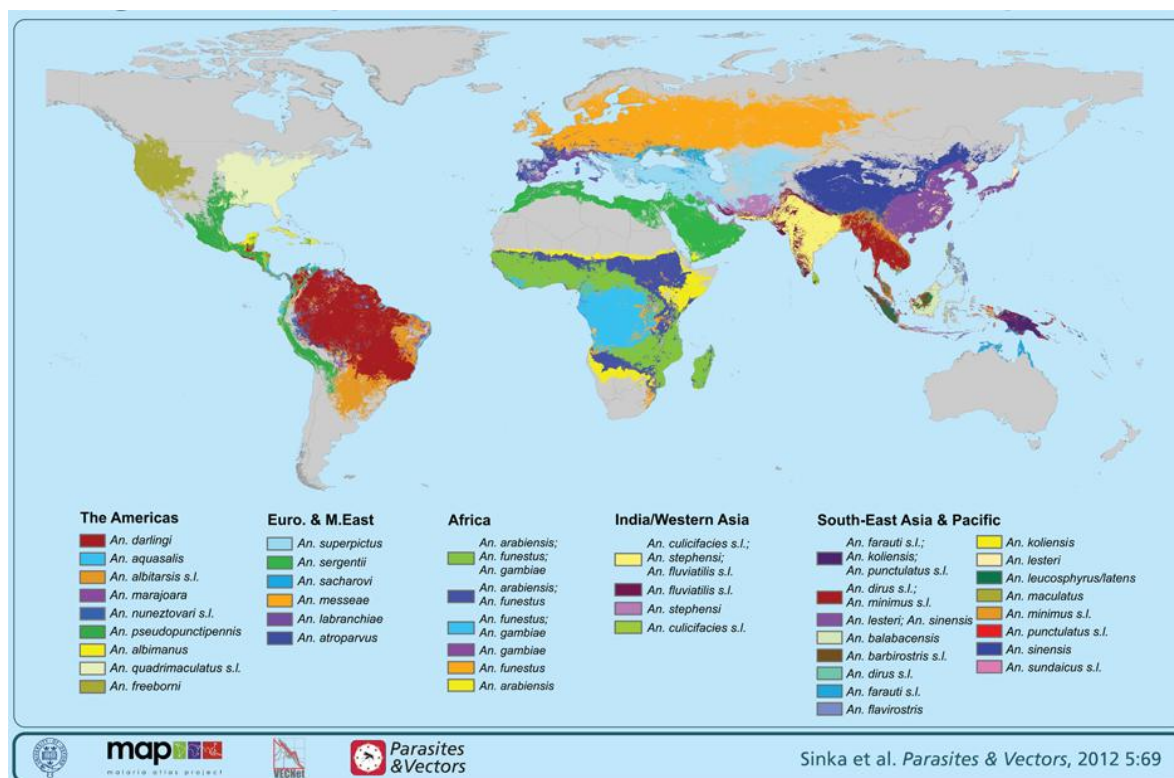 The Americas
An. darlingi
An. aquasalis
An. albitarsis s.l.
An. marajoara
An. nuneztovari s.l.
An. pseudopunctipennis
An. albimanus
An. quadrimaculatus s.l.
An. freeborni
Euro. & M.East
An. superpictus
An. sergentii
An. sacharovi
An. messeae
An. labranchiae
An. atroparvus
Africa
An. arabiensis;
An. funestus;
An. gambiae
An. arabiensis;
An. funestus
An. funestus;
An. gambiae
An. gambiae
An. funestus
An. arabiensis
India/Western Asia
An. culicifacies s.l.;
An. stephensi;
An. fluviatilis s.l.
An. fluviatilis s.l.
An. stephensi
An. culicifacies s.l.
South-East Asia & Pacific
An. farauti s.l.;
An. koliensis;
An. punctulatus s.l.
An. dirus s.l.;
An. minimus s.l.
An. lesteri; An. sinensis
An. balabacensis
An. barbirostris s.l.
An. dirus s.l.
An. farauti s.l.
An. flavirostris
An. koliensis
An. lesteri
An. leucosphyrus/latens
An. maculatus
An. minimus s.l.
An. punctulatus s.l.
An. sinensis
An. sundaicus s.l.
map
malaria atlas project
VECNet
Parasites
&Vectors
Sinka et al. Parasites & Vectors, 2012 5:69